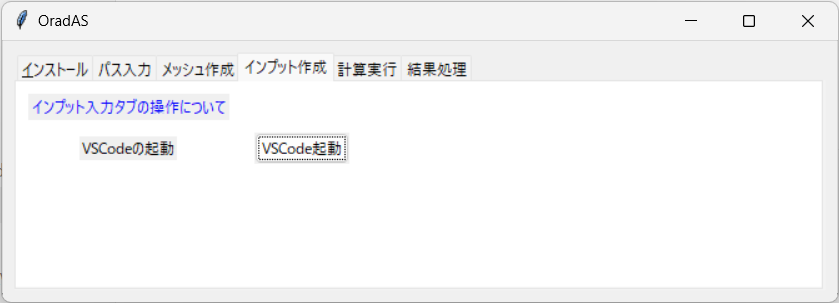 OradAS
インストール パス入力 メッシュ作成 インプット作成 計算実行 結果処理
インプット入力タブの操作について
VSCodeの起動 VSCode起動